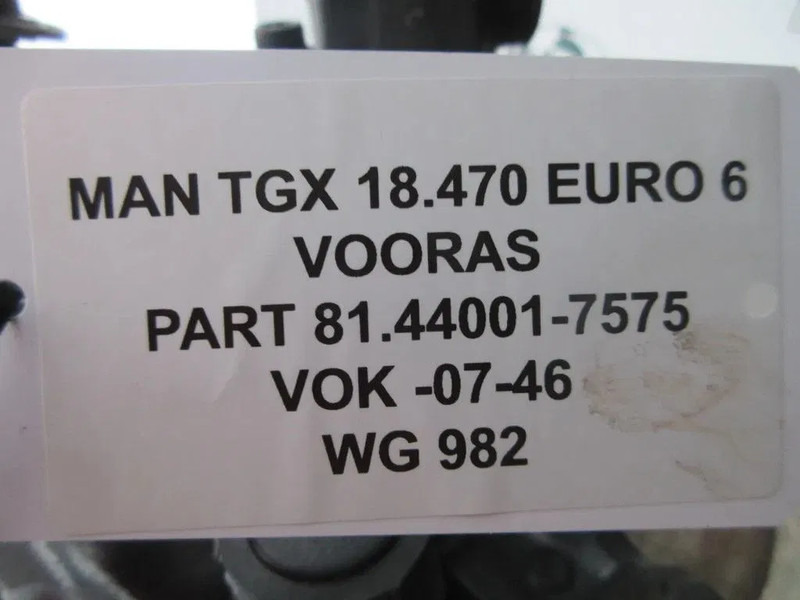 MAN TGX 18.470 EURO 6
VOORAS
PART 81.44001-7575
VOK -07-46
WG 982